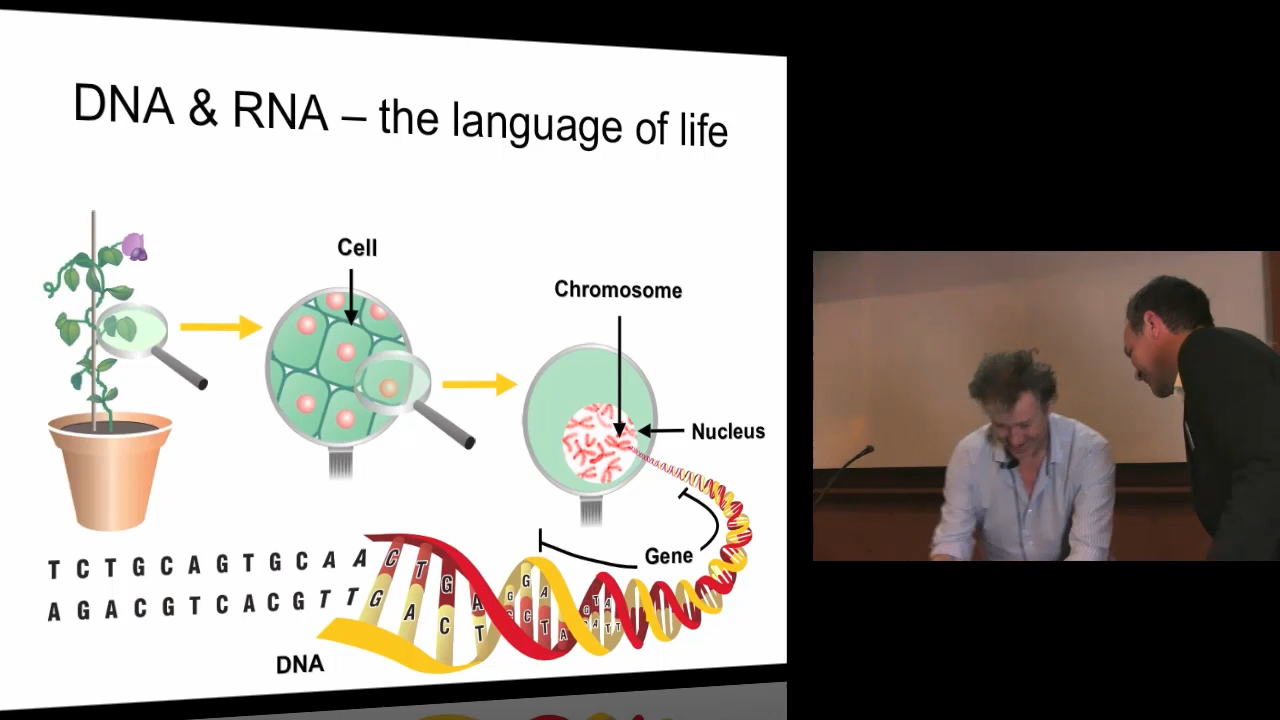 DNA & RNA – the language of life
Cell
Chromosome
Nucleus
Gene
T C T G C A G T G C A A C T G A G A
A G A C G T C A C G T T G A C T C T
DNA